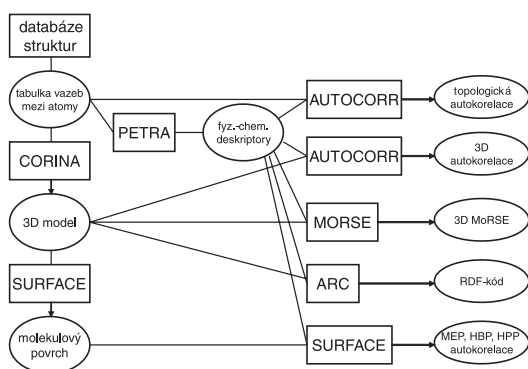 databáze
struktur
tabulka vazeb
mezi atomy
PETRA
fyz.-chem.
deskriptory
AUTOCORR
topologická
autokorelace
CORINA
AUTOCORR
3D
autokorelace
3D model
MORSE
3D MoRSE
SURFACE
ARC
RDF-kód
molekulový
povrch
SURFACE
MEP, HBP, HPP
autokorelace